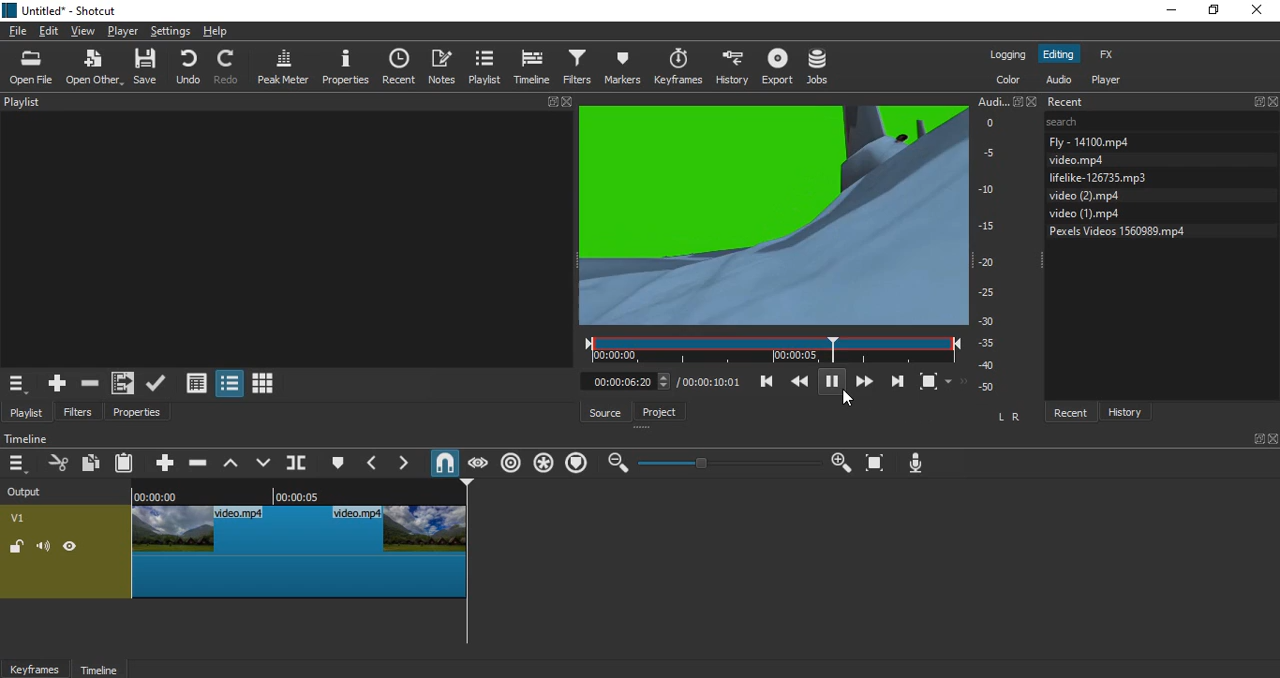 Untitled* - Shotcut
File Edit View Player Settings Help
Open File Open Other Save Undo Redo Peak Meter Properties Recent Notes Playlist Timeline Filters Markers Keyframes History Export Jobs
Logging Editing FX
Color Audio Player
Playlist
Audi...
Recent
search
Fly - 14100.mp4
video.mp4
lifelike-126735.mp3
video (2).mp4
video (1).mp4
Pexels Videos 1560989.mp4
0
-5
-10
-15
-20
-25
-30
-35
-40
-50
L R
00:00:00 00:00:05
00:00:06:20 / 00:00:10:01
Playlist Filters Properties
Source Project
Recent History
Timeline
Output
00:00:00 00:00:05
V1
video.mp4 video.mp4
Keyframes Timeline